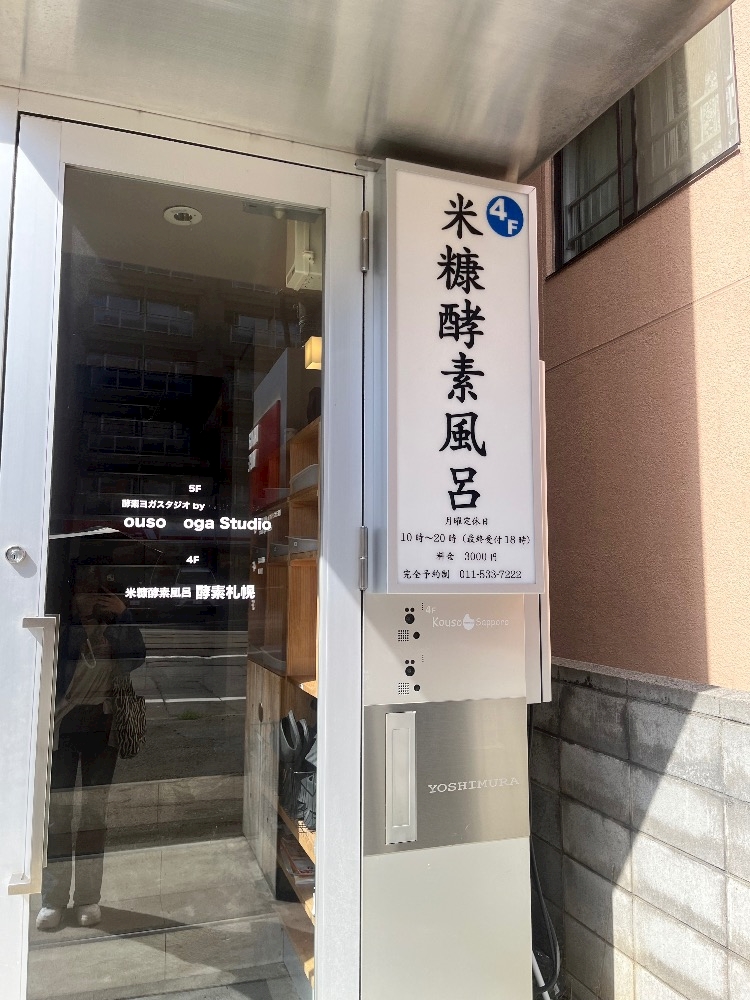 4F
米糠酵素風呂
月曜定休日
10時～20時（最終受付18時）
料金 3000円
完全予約制 011-533-7222
5F
酵素ヨガスタジオ by
ouso oga Studio
4F
米糠酵素風呂 酵素札幌
4F
Kouso Sapporo
YOSHIMURA